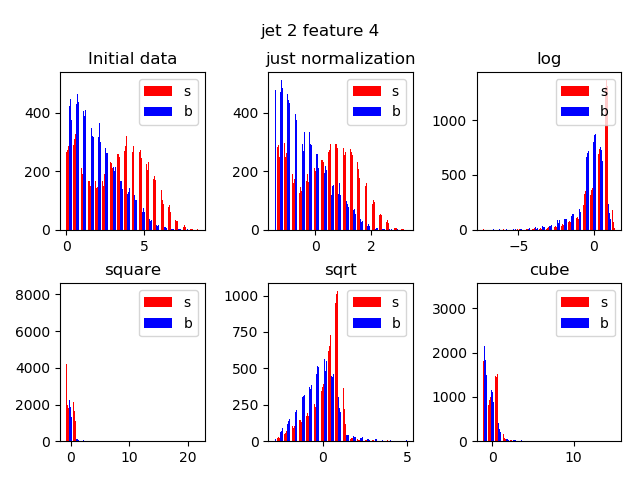 jet 2 feature 4
Initial data
just normalization
log
s
b
s
b
s
b
400
200
0
0
5
400
200
0
0
2
1000
500
0
−5
0
square
sqrt
cube
s
b
s
b
s
b
8000
6000
4000
2000
0
0
10
20
1000
750
500
250
0
0
5
3000
2000
1000
0
0
10